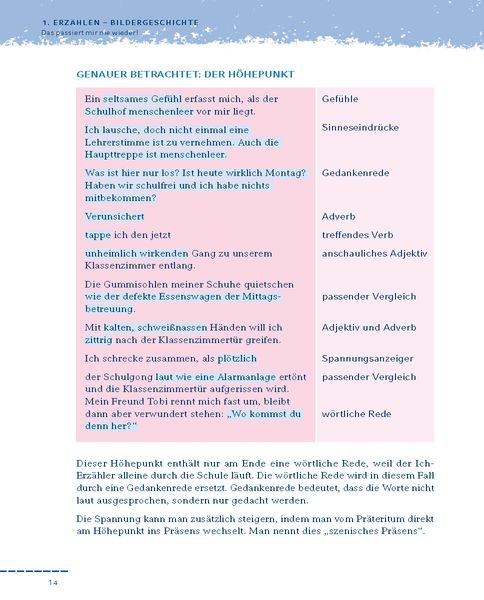 1. ERZÄHLEN – BILDERGESCHICHTE
Das passiert mir nie wieder!
GENAUER BETRACHTET: DER HÖHEPUNKT
Ein seltsames Gefühl erfasst mich, als der Gefühle
Schulhof menschenleer vor mir liegt.
Ich lausche, doch nicht einmal eine Sinneseindrücke
Lehrerstimme ist zu vernehmen. Auch die
Haupttreppe ist menschenleer.
Was ist hier nur los? Ist heute wirklich Montag? Gedankenrede
Haben wir schulfrei und ich habe nichts
mitbekommen?
Verunsichert Adverb
tappe ich den jetzt treffendes Verb
unheimlich wirkenden Gang zu unserem anschauliches Adjektiv
Klassenzimmer entlang.
Die Gummisohlen meiner Schuhe quietschen
wie der defekte Essenswagen der Mittags- passender Vergleich
betreuung.
Mit kalten, schweißnassen Händen will ich Adjektiv und Adverb
zittrig nach der Klassenzimmertür greifen.
Ich schrecke zusammen, als plötzlich Spannungsanzeiger
der Schulgong laut wie eine Alarmanlage ertönt passender Vergleich
und die Klassenzimmertür aufgerissen wird.
Mein Freund Tobi rennt mich fast um, bleibt
dann aber verwundert stehen: „Wo kommst du wörtliche Rede
denn her?“
Dieser Höhepunkt enthält nur am Ende eine wörtliche Rede, weil der Ich-
Erzähler alleine durch die Schule läuft. Die wörtliche Rede wird in diesem Fall
durch eine Gedankenrede ersetzt. Gedankenrede bedeutet, dass die Worte nicht
laut ausgesprochen, sondern nur gedacht werden.
Die Spannung kann man zusätzlich steigern, indem man vom Präteritum direkt
am Höhepunkt ins Präsens wechselt. Man nennt dies „szenisches Präsens“.
14